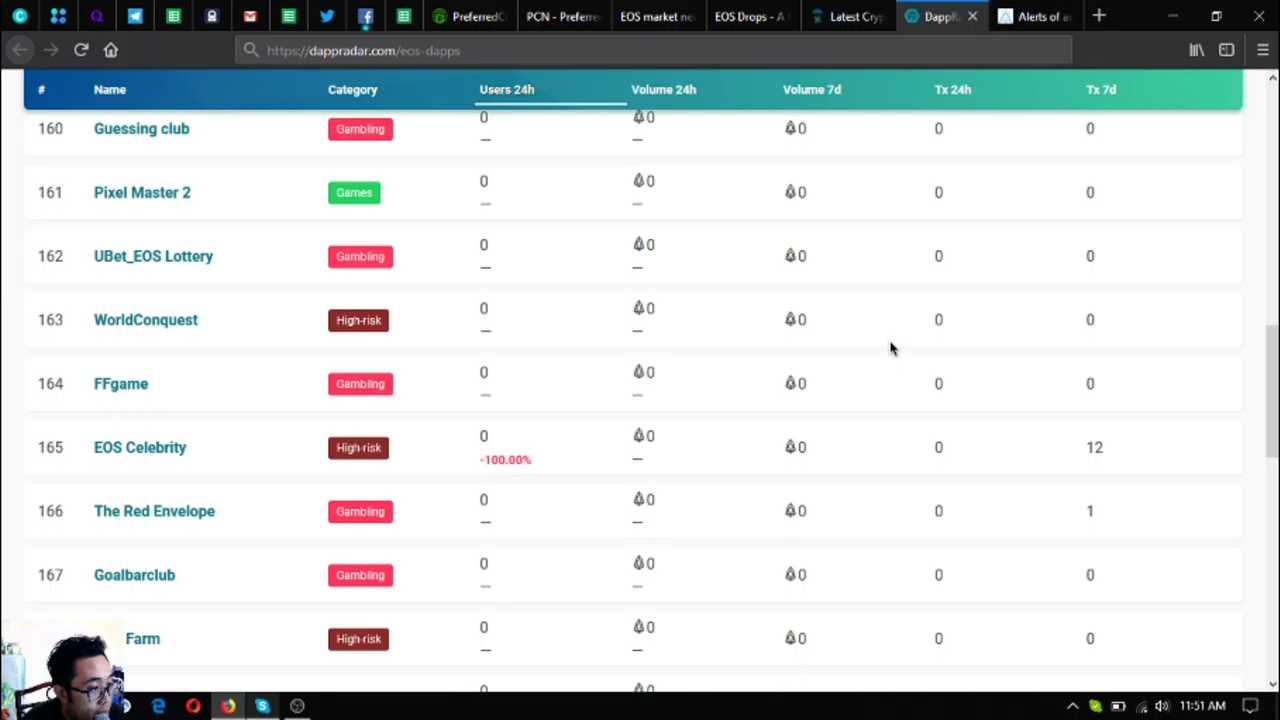 PreferredC
PCN - Preferre
EOS market ne
EOS Drops - A
Latest Cryp
DappRa
Alerts of a
https://dappradar.com/eos-dapps
# Name Category Users 24h Volume 24h Volume 7d Tx 24h Tx 7d
160 Guessing club Gambling 0 0 0 0 0
—  —
161 Pixel Master 2 Games 0 0 0 0 0
—  —
162 UBet_EOS Lottery Gambling 0 0 0 0 0
—  —
163 WorldConquest High-risk 0 0 0 0 0
—  —
164 FFgame Gambling 0 0 0 0 0
—  —
165 EOS Celebrity High-risk 0 0 0 0 12
-100.00% —
166 The Red Envelope Gambling 0 0 0 0 1
—  —
167 Goalbarclub Gambling 0 0 0 0 0
—  —
Farm High-risk 0 0 0 0 0
—  —
11:51 AM